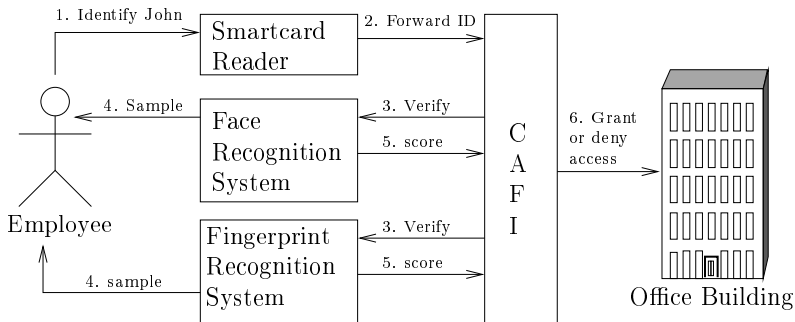 1. Identify John
Smartcard
Reader
2. Forward ID
4. Sample
Face
Recognition
System
3. Verify
5. score
C
A
F
I
6. Grant
or deny
access
Employee
Fingerprint
Recognition
System
3. Verify
5. score
4. sample
Office Building